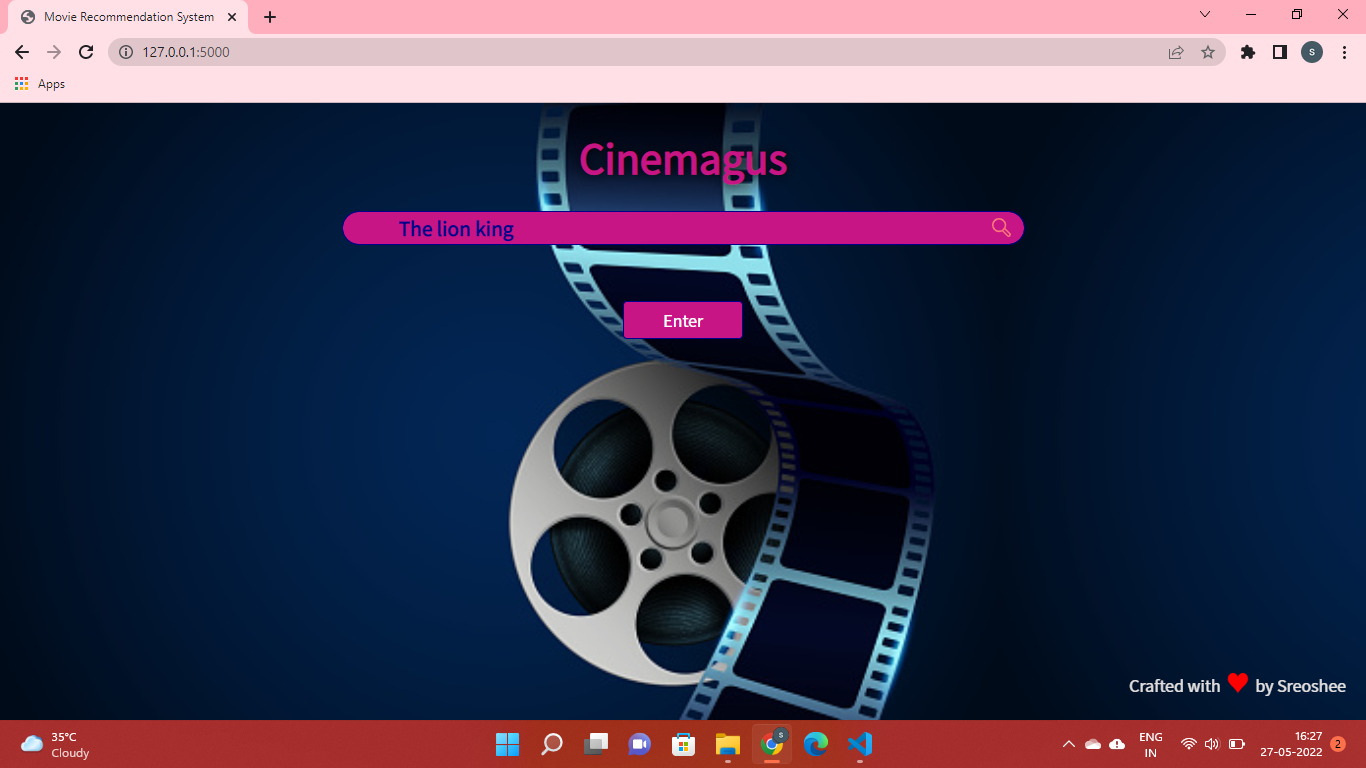 Movie Recommendation System
127.0.0.1:5000
S
Apps
Cinemagus
The lion king
Enter
Crafted with ❤ by Sreoshee
35°C
Cloudy
S
ENG
IN
16:27
27-05-2022
2